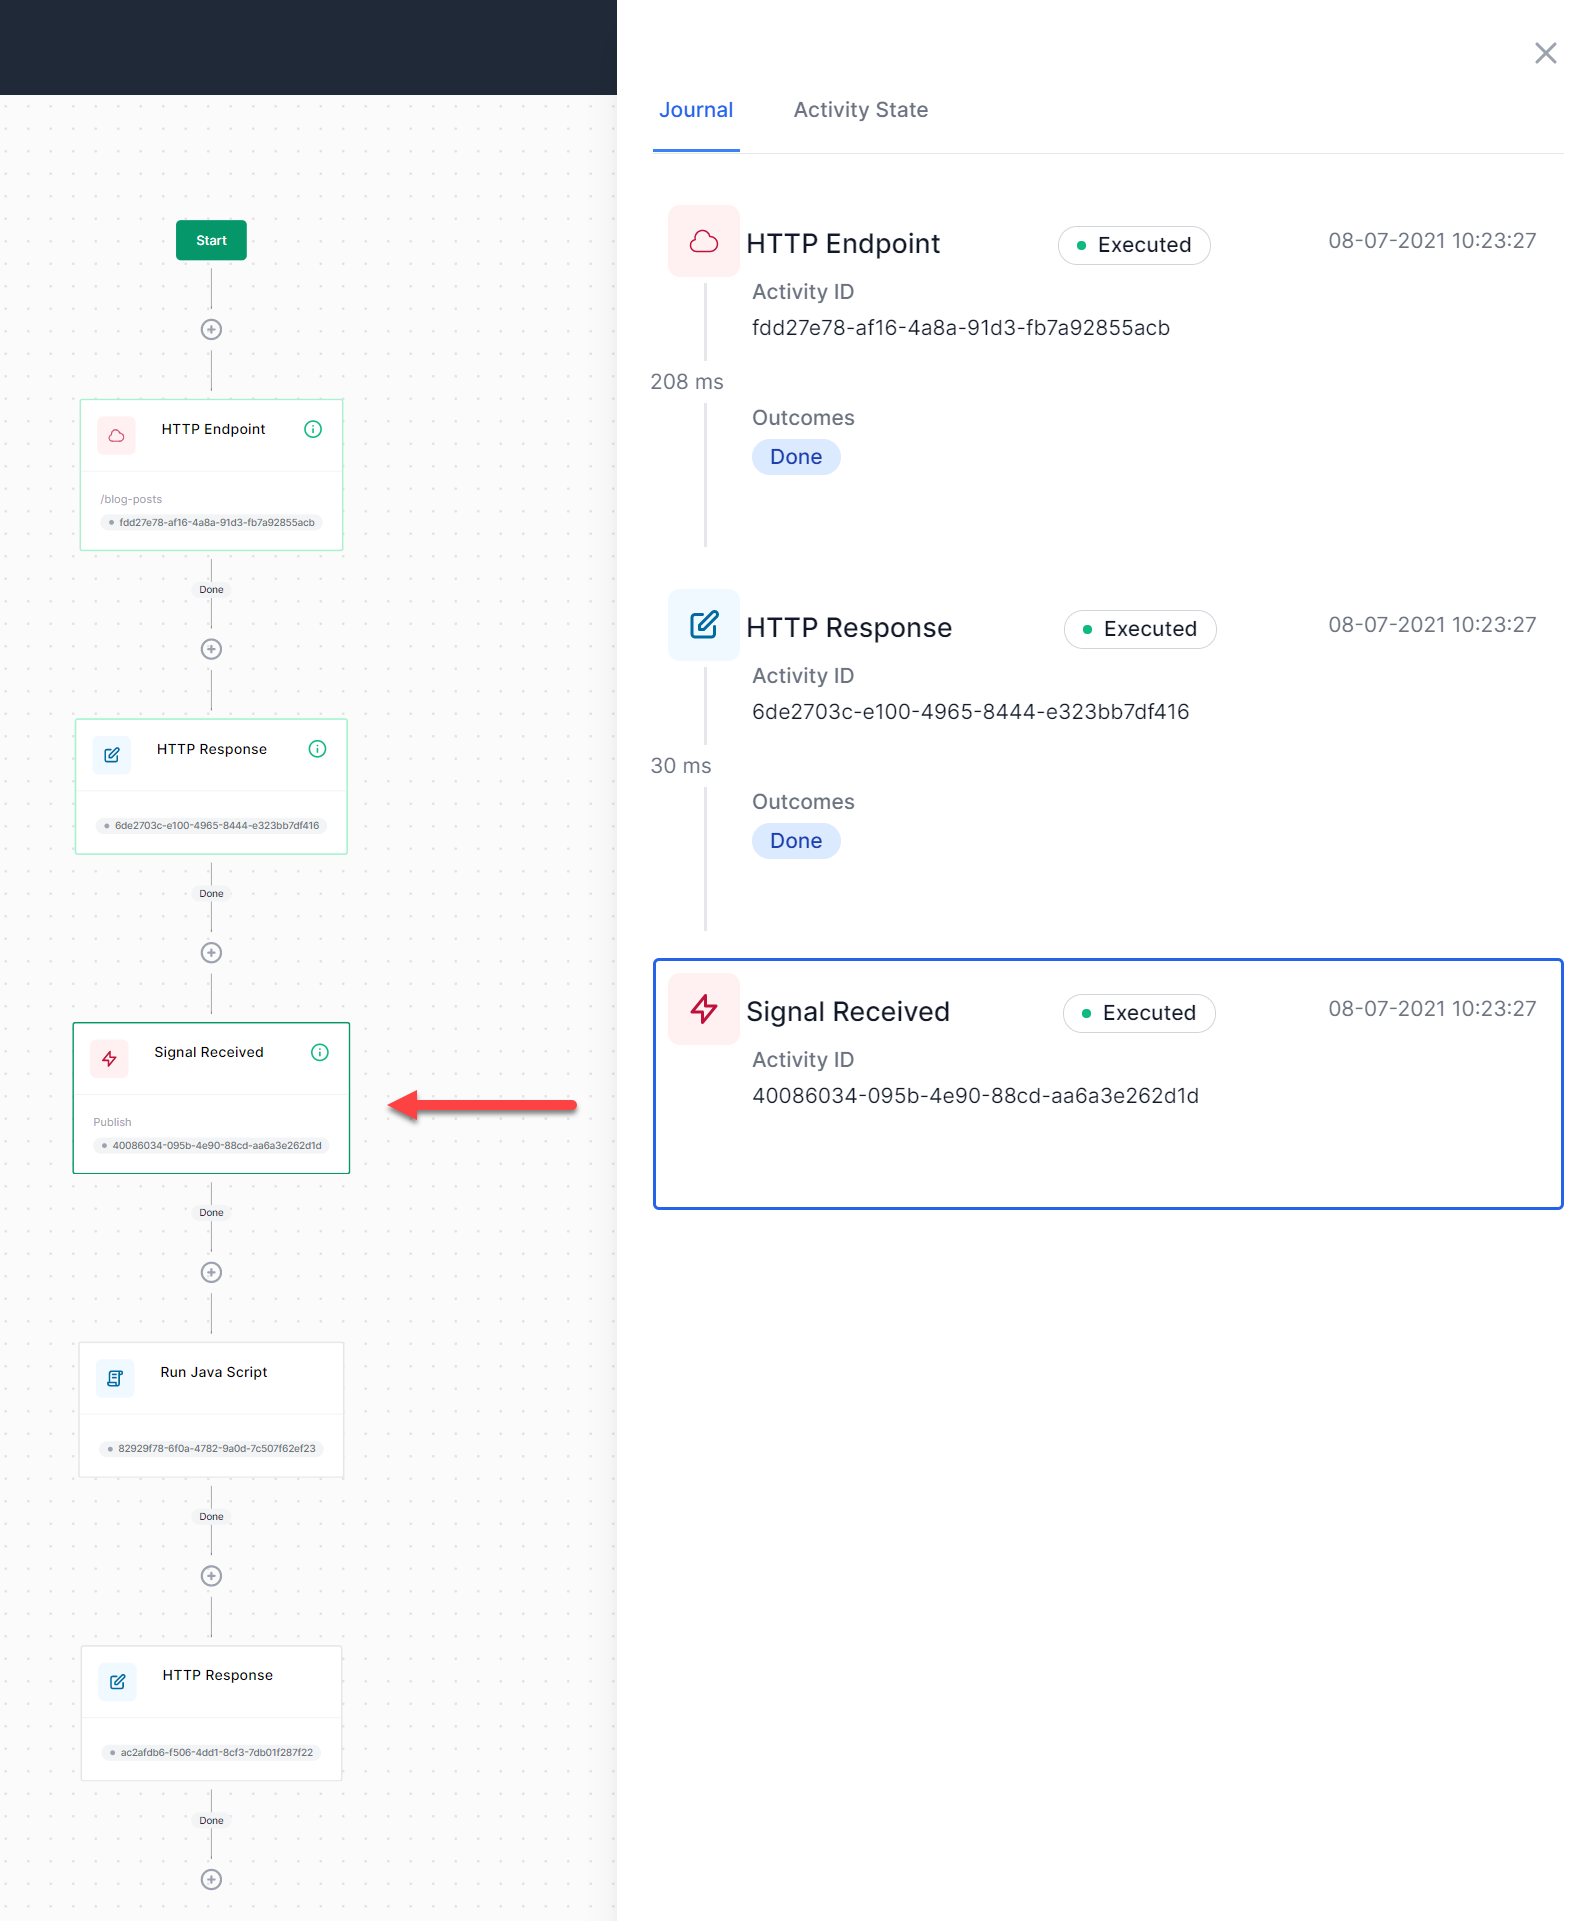 Start
HTTP Endpoint
/blog-posts
fdd27e78-af16-4a8a-91d3-fb7a92855acb
Done
HTTP Response
6de2703c-e100-4965-8444-e323bb7df416
Done
Signal Received
Publish
40086034-095b-4e90-88cd-aa6a3e262d1d
Done
Run Java Script
82929f78-6f0a-4782-9a0d-7c507f62ef23
Done
HTTP Response
ac2afdb6-f506-4dd1-8cf3-7db01f287f22
Done
Journal Activity State
HTTP Endpoint Executed 08-07-2021 10:23:27
Activity ID
fdd27e78-af16-4a8a-91d3-fb7a92855acb
208 ms
Outcomes
Done
HTTP Response Executed 08-07-2021 10:23:27
Activity ID
6de2703c-e100-4965-8444-e323bb7df416
30 ms
Outcomes
Done
Signal Received Executed 08-07-2021 10:23:27
Activity ID
40086034-095b-4e90-88cd-aa6a3e262d1d